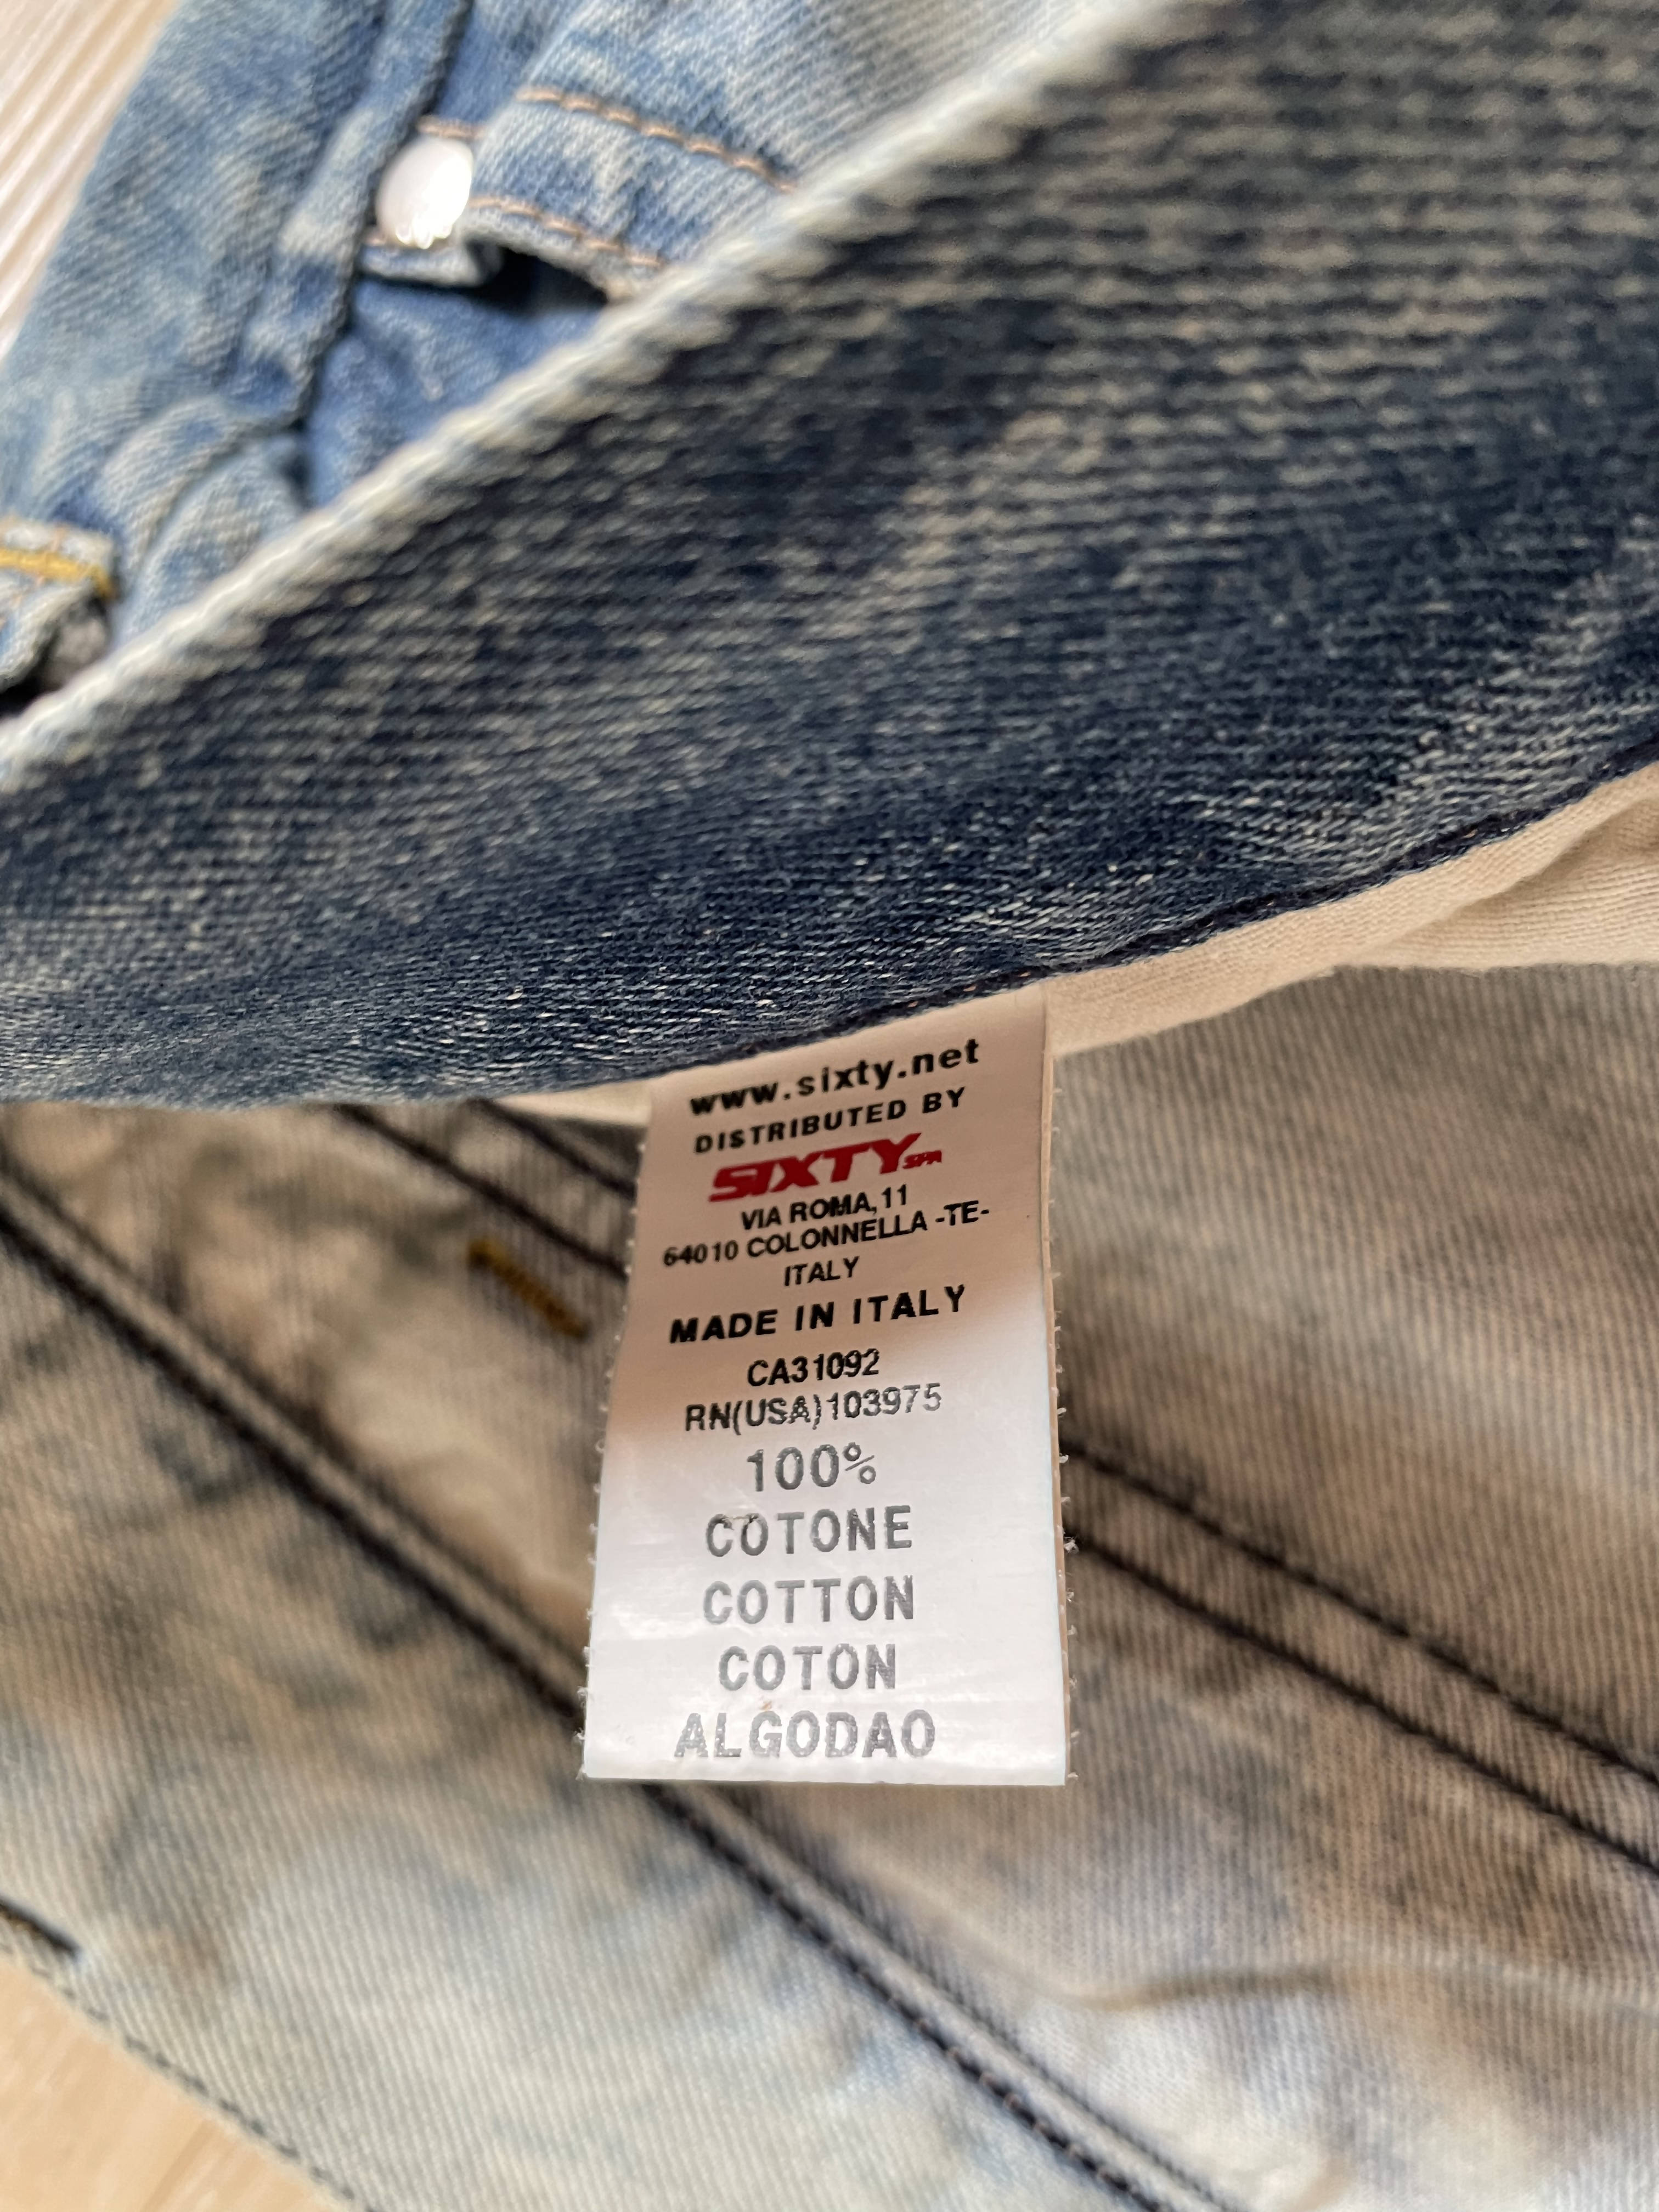 www.sixty.net
DISTRIBUTED BY
SIXTY SPA
VIA ROMA,11
64010 COLONNELLA -TE-
ITALY
MADE IN ITALY
CA31092
RN(USA)103975
100%
COTONE
COTTON
COTON
ALGODAO